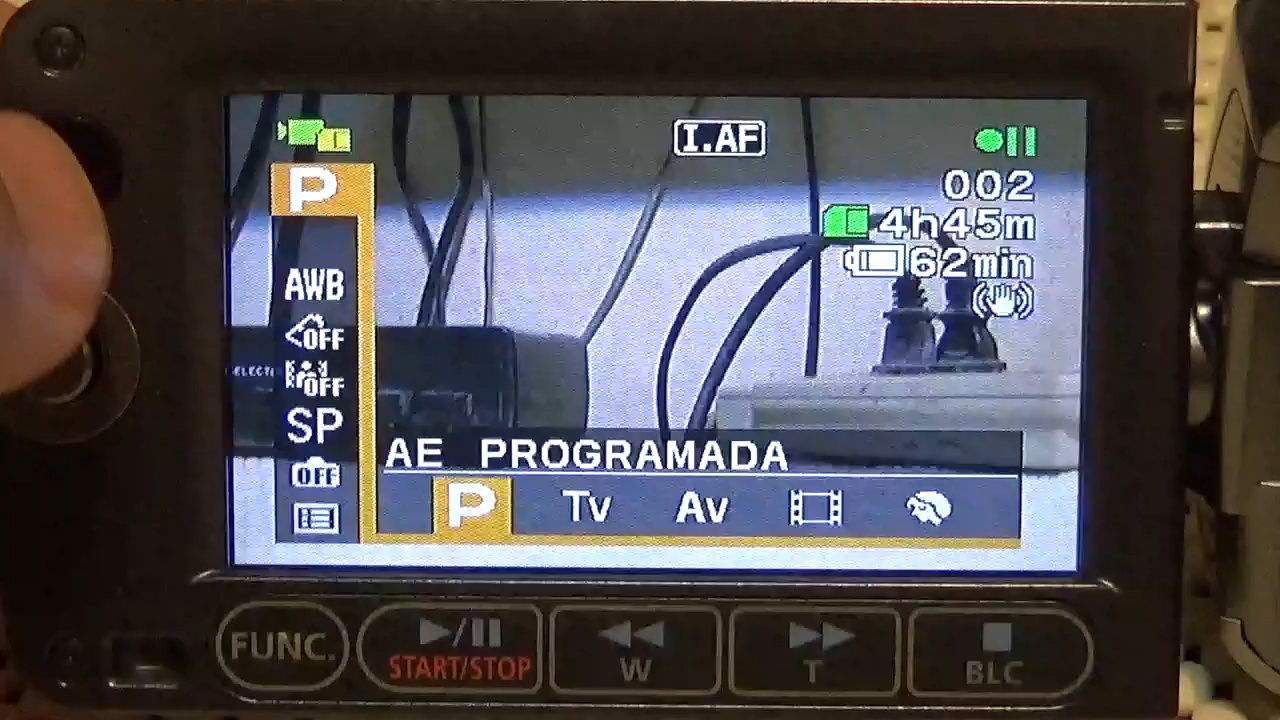 I.AF
P
002
4h45m
AWB
62min
OFF
OFF
SP
AE PROGRAMADA
OFF
P Tv Av
FUNC.
START/STOP
W
T
BLC